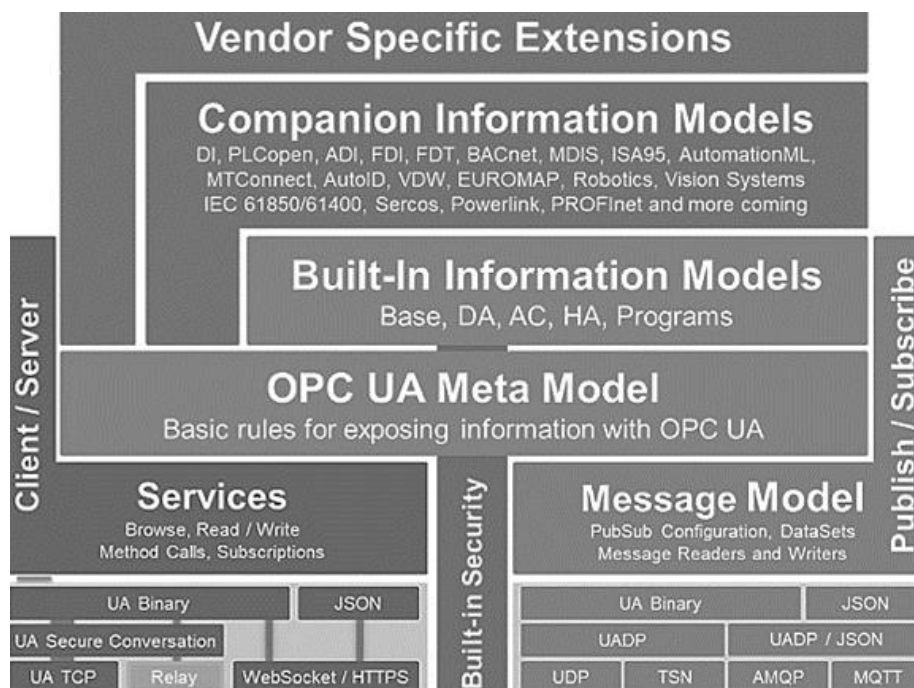 Vendor Specific Extensions
Companion Information Models
DI, PLCopen, ADI, FDI, FDT, BACnet, MDIS, ISA95, AutomationML,
MTConnect, AutoID, VDW, EUROMAP, Robotics, Vision Systems
IEC 61850/61400, Sercos, Powerlink, PROFInet and more coming
Built-In Information Models
Base, DA, AC, HA, Programs
OPC UA Meta Model
Basic rules for exposing information with OPC UA
Client / Server
Publish / Subscribe
Services
Browse, Read / Write
Method Calls, Subscriptions
Built-in Security
Message Model
PubSub Configuration, DataSets
Message Readers and Writers
UA Binary
JSON
UA Secure Conversation
UA TCP
Relay
WebSocket / HTTPS
UA Binary
JSON
UADP
UADP / JSON
UDP
TSN
AMQP
MQTT